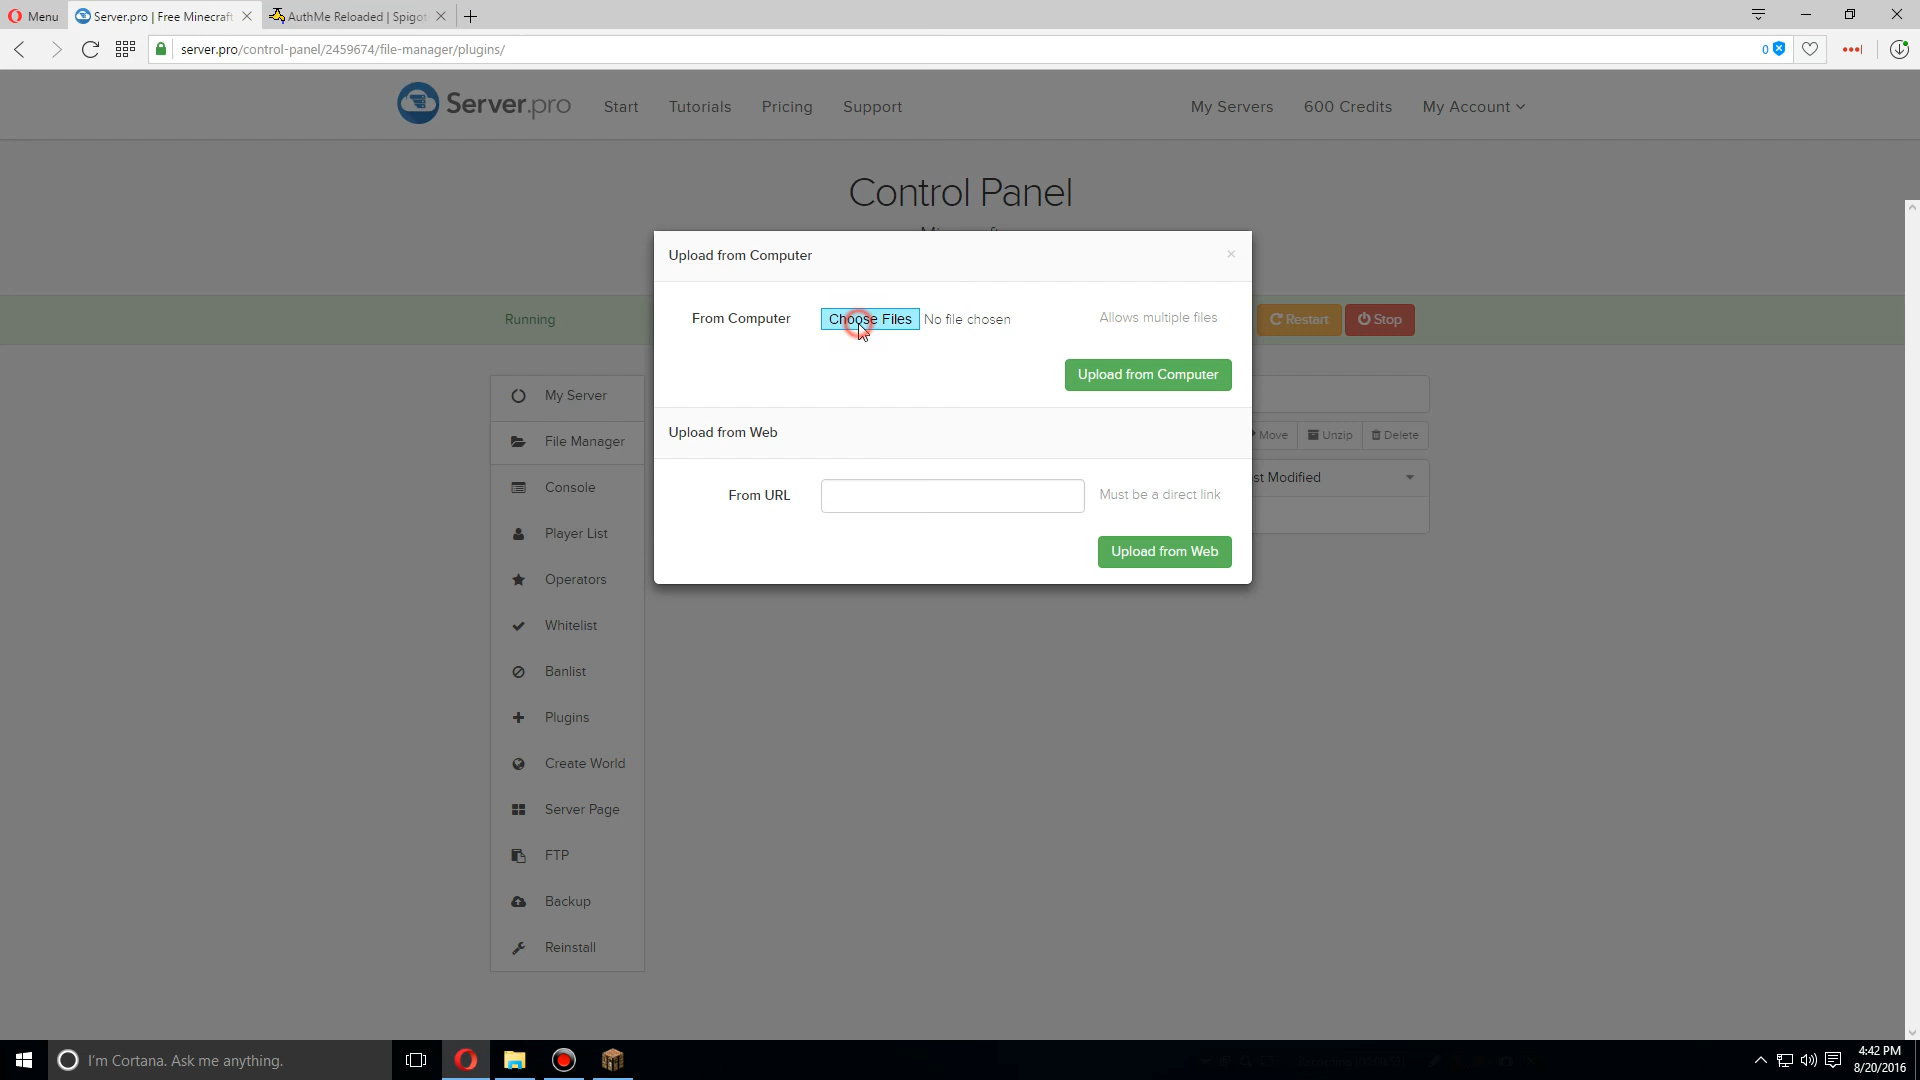 Menu
Server.pro | Free Minecraft
AuthMe Reloaded | Spigot
server.pro/control-panel/2459674/file-manager/plugins/
0
Server.pro
Start
Tutorials
Pricing
Support
My Servers
600 Credits
My Account
Control Panel
Running
Restart
Stop
Upload from Computer
×
From Computer
Choose Files
No file chosen
Allows multiple files
Upload from Computer
Upload from Web
From URL
Must be a direct link
Upload from Web
My Server
File Manager
Console
Player List
Operators
Whitelist
Banlist
Plugins
Create World
Server Page
FTP
Backup
Reinstall
Move
Unzip
Delete
st Modified
I'm Cortana. Ask me anything.
4:42 PM
8/20/2016